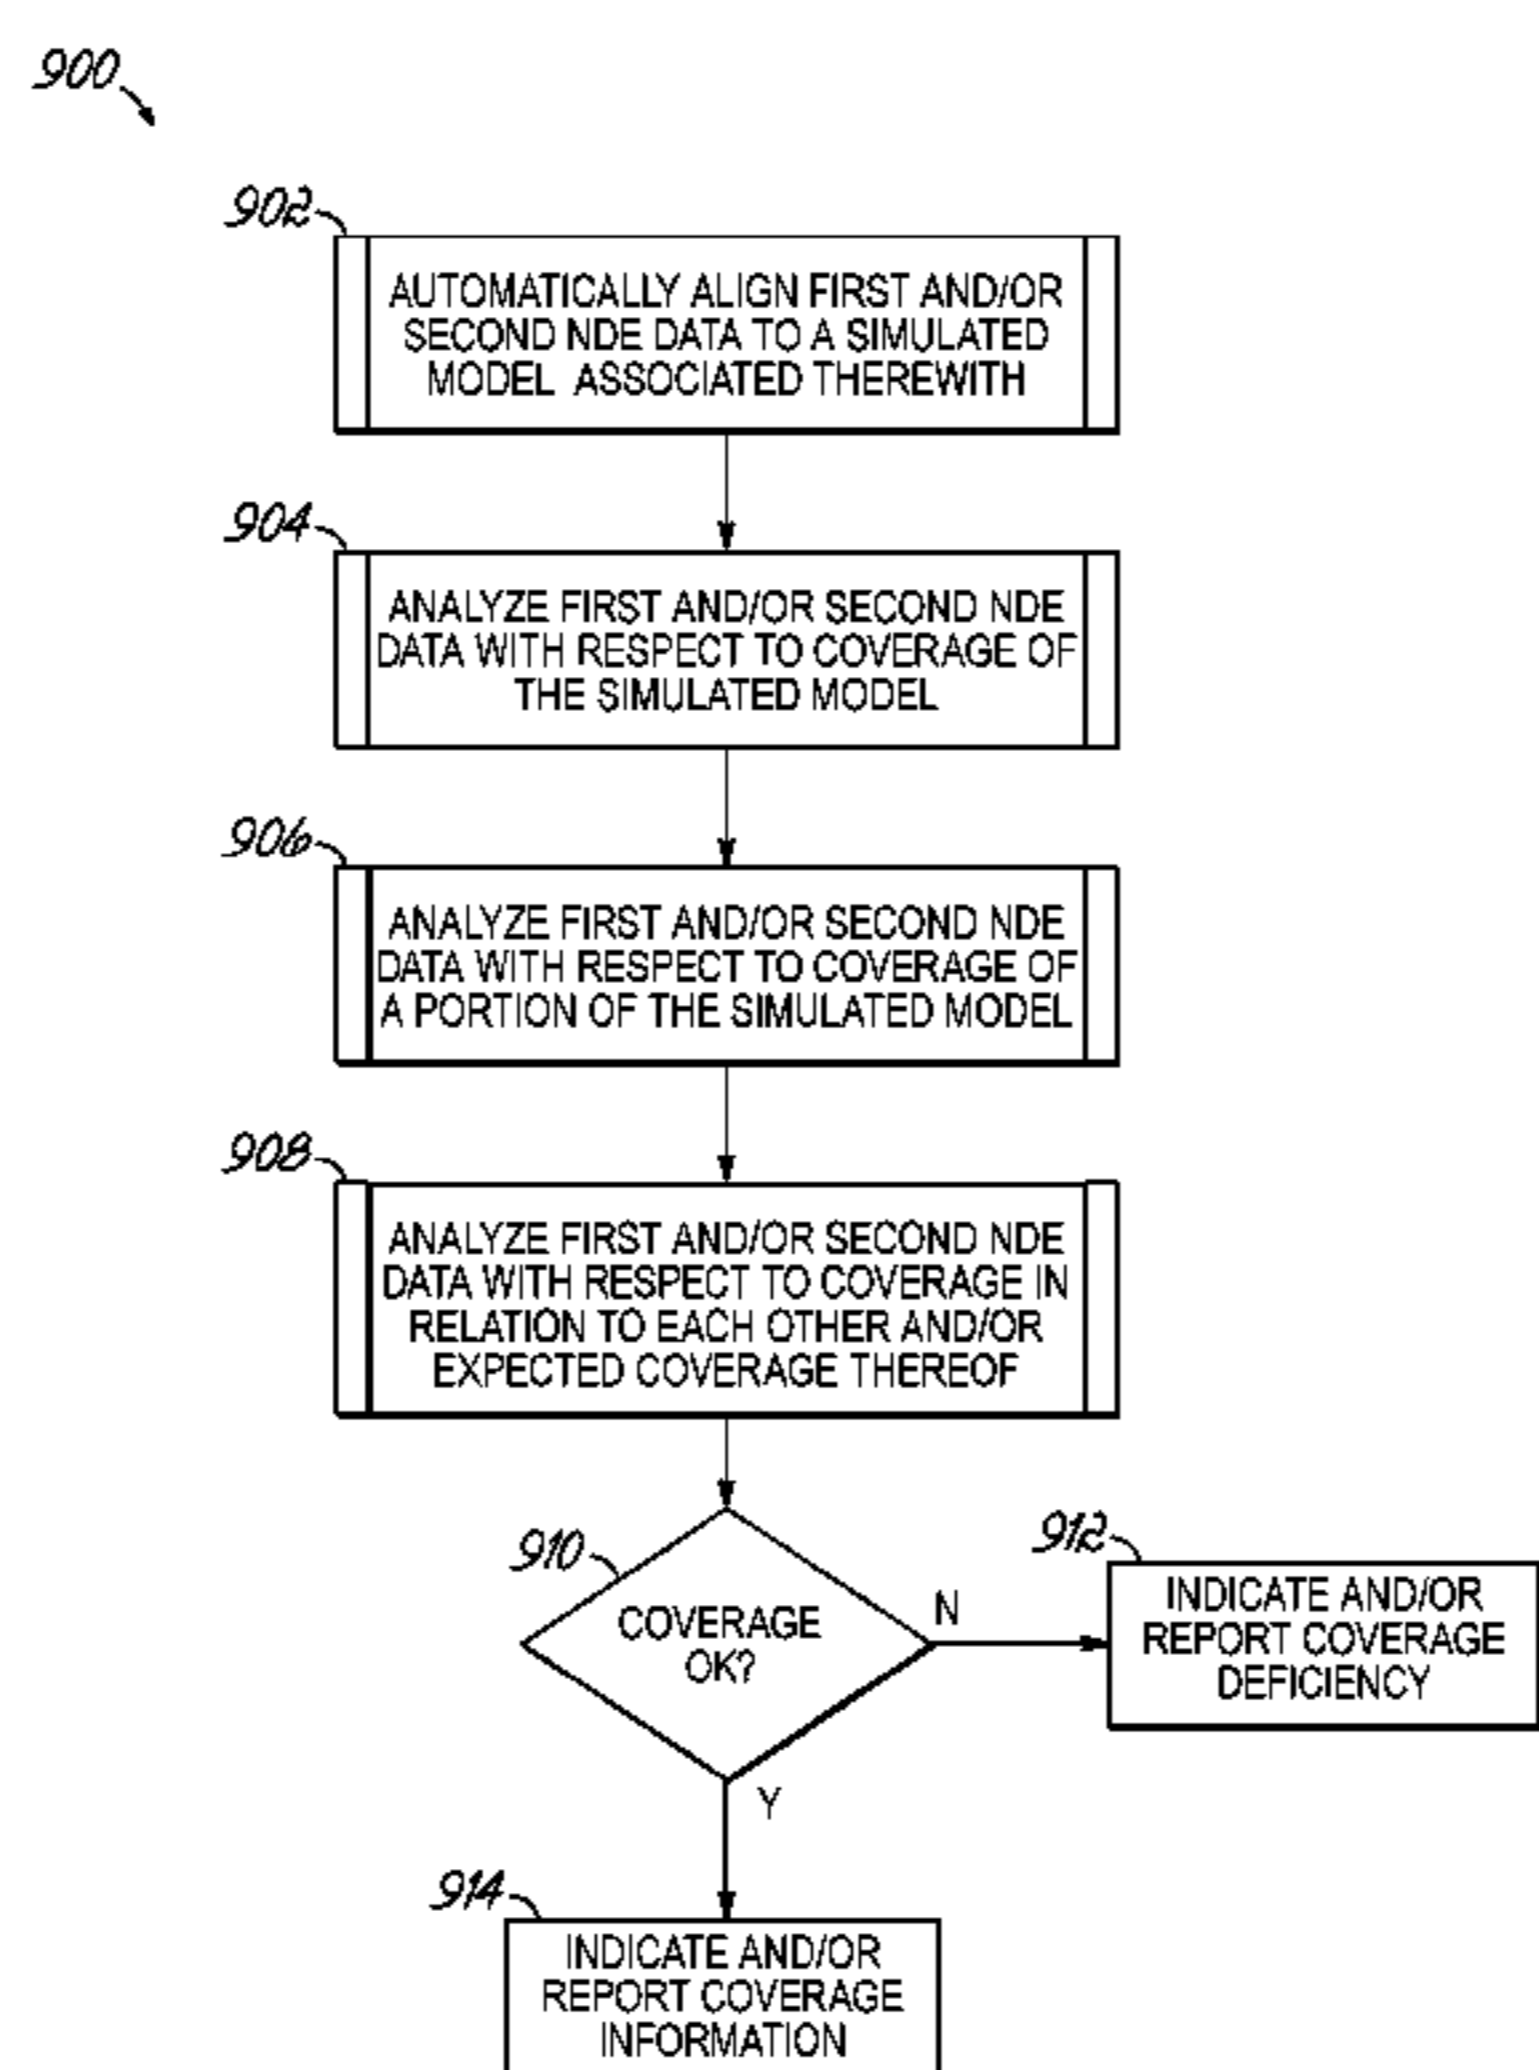 900
902
AUTOMATICALLY ALIGN FIRST AND/OR
SECOND NDE DATA TO A SIMULATED
MODEL ASSOCIATED THEREWITH
904
ANALYZE FIRST AND/OR SECOND NDE
DATA WITH RESPECT TO COVERAGE OF
THE SIMULATED MODEL
906
ANALYZE FIRST AND/OR SECOND NDE
DATA WITH RESPECT TO COVERAGE OF
A PORTION OF THE SIMULATED MODEL
908
ANALYZE FIRST AND/OR SECOND NDE
DATA WITH RESPECT TO COVERAGE IN
RELATION TO EACH OTHER AND/OR
EXPECTED COVERAGE THEREOF
910
COVERAGE
OK?
N
912
INDICATE AND/OR
REPORT COVERAGE
DEFICIENCY
Y
914
INDICATE AND/OR
REPORT COVERAGE
INFORMATION